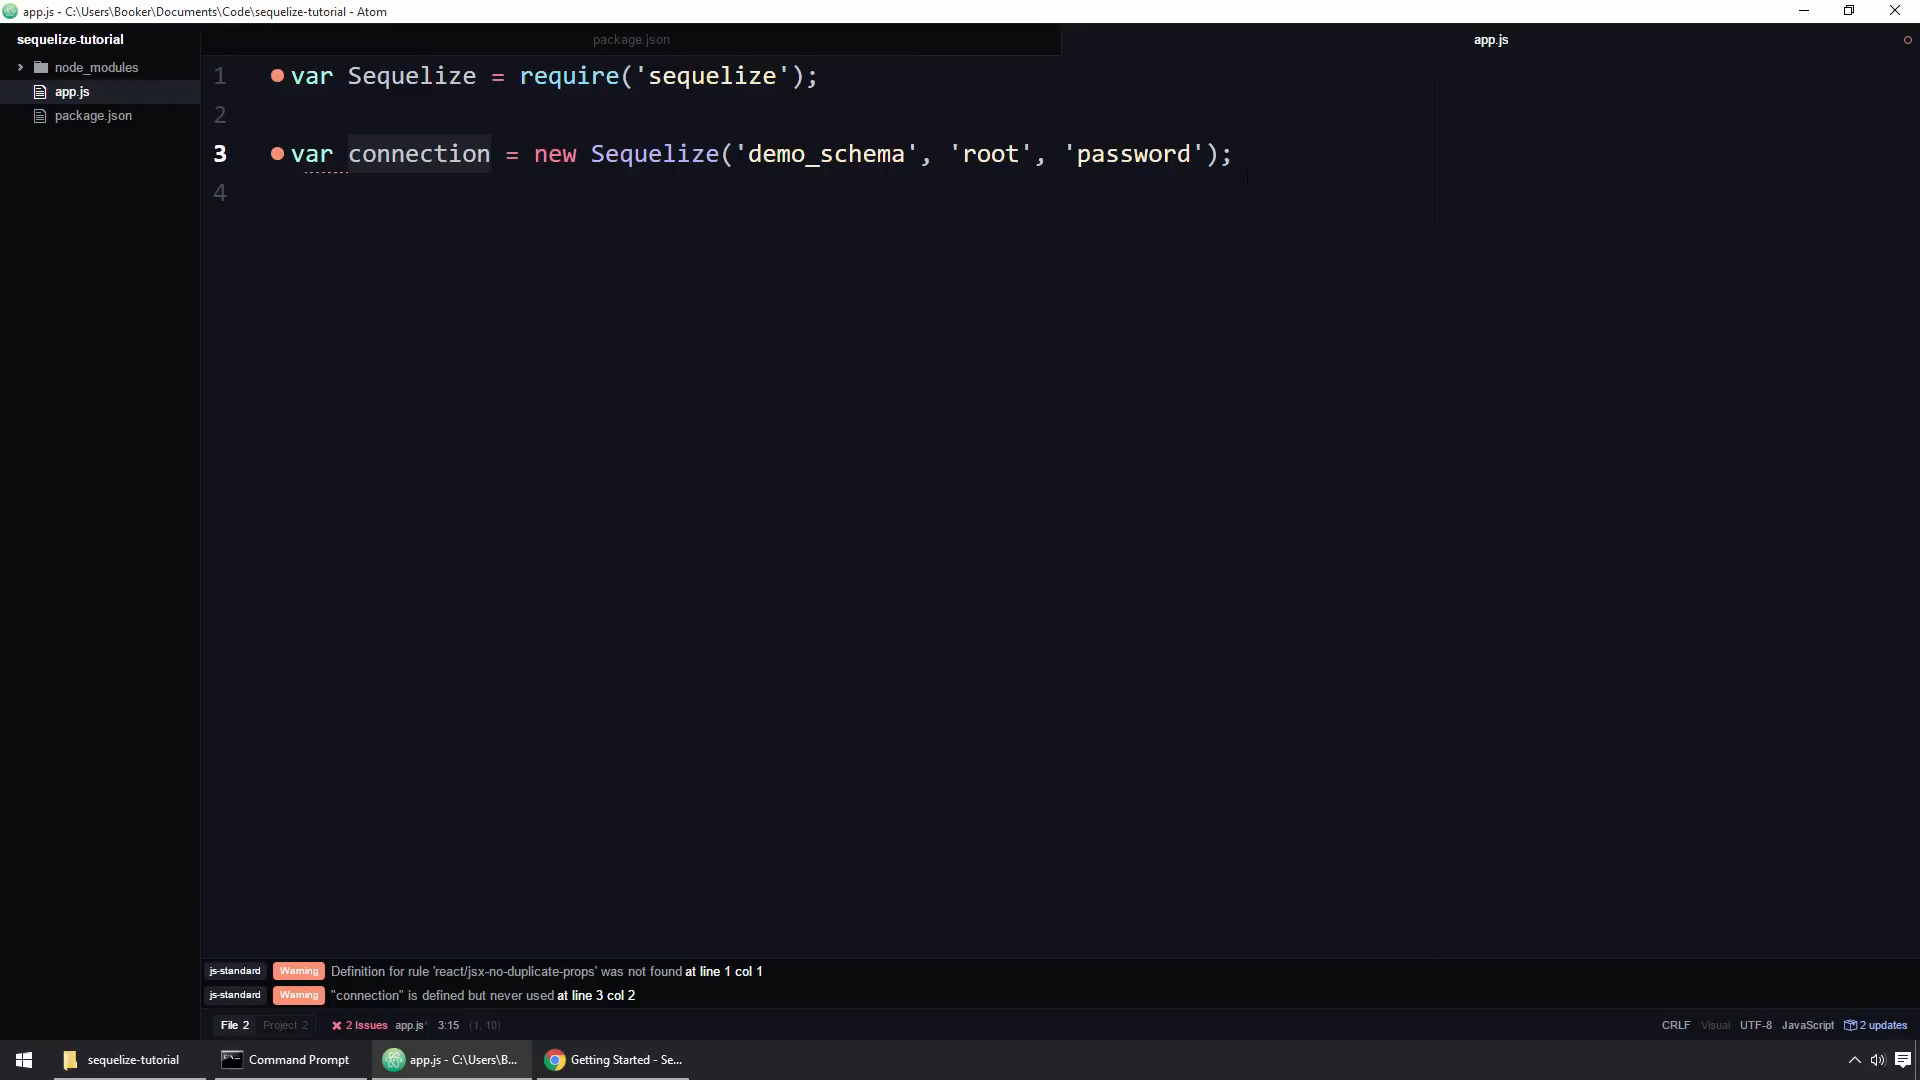 app.js - C:\Users\Booker\Documents\Code\sequelize-tutorial - Atom
sequelize-tutorial
package.json
app.js
node_modules
app.js
package.json
1 var Sequelize = require('sequelize');
2
3 var connection = new Sequelize('demo_schema', 'root', 'password');
4
js-standard Warning Definition for rule 'react/jsx-no-duplicate-props' was not found at line 1 col 1
js-standard Warning "connection" is defined but never used at line 3 col 2
File 2 Project 2 2 Issues app.js* 3:15 (1, 10) CRLF Visual UTF-8 JavaScript 2 updates
sequelize-tutorial Command Prompt app.js - C:\Users\B... Getting Started - Se...